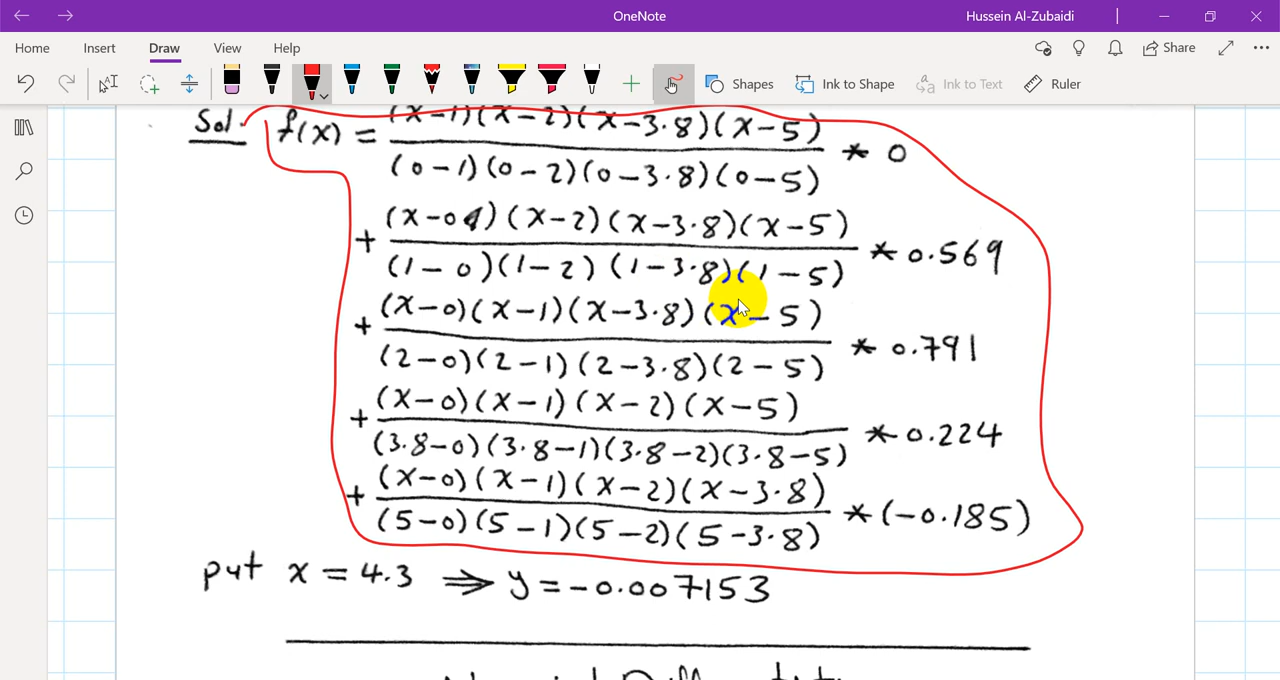 OneNote
Hussein Al-Zubaidi
Home Insert Draw View Help
Share
Shapes
Ink to Shape
Ink to Text
Ruler
Sol. f(x) = (x-1)(x-2)(x-3.8)(x-5)
(0-1)(0-2)(0-3.8)(0-5)
* 0
+ (x-0)(x-2)(x-3.8)(x-5)
(1-0)(1-2)(1-3.8)(1-5)
* 0.569
+ (x-0)(x-1)(x-3.8)(x-5)
(2-0)(2-1)(2-3.8)(2-5)
* 0.791
+ (x-0)(x-1)(x-2)(x-5)
(3.8-0)(3.8-1)(3.8-2)(3.8-5)
* 0.224
+ (x-0)(x-1)(x-2)(x-3.8)
(5-0)(5-1)(5-2)(5-3.8)
* (-0.185)
put x = 4.3 ⇒ y = -0.007153